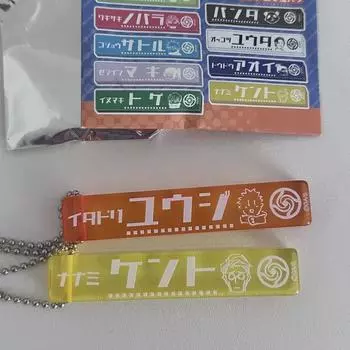 ワキサキ ノバラ
パンダ
ゴジョウ サトル
オッコツ ユウタ
ゼンイン マキ
トウドウ アオイ
イヌマキ トゲ
ナナミ ケント
イタドリ ユウジ
ナナミ ケント